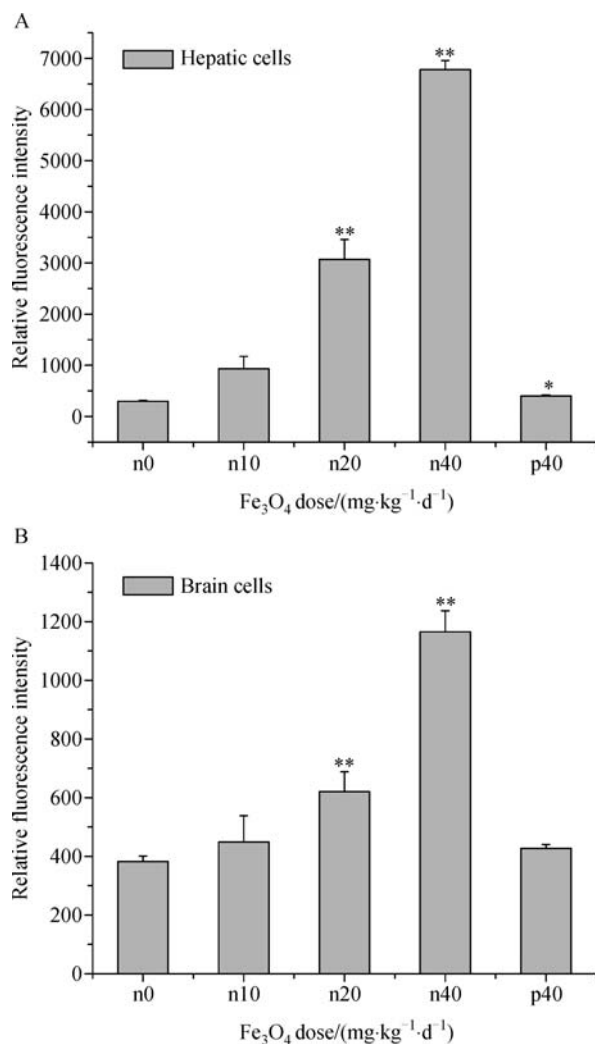 A
Hepatic cells
Relative fluorescence intensity
7000
6000
5000
4000
3000
1000
0
**
**
*
n0 n10 n20 n40 p40
Fe₃O₄ dose/(mg·kg⁻¹·d⁻¹)
B
Brain cells
Relative fluorescence intensity
1400
1200
1000
800
600
400
200
0
**
**
n0 n10 n20 n40 p40
Fe₃O₄ dose/(mg·kg⁻¹·d⁻¹)